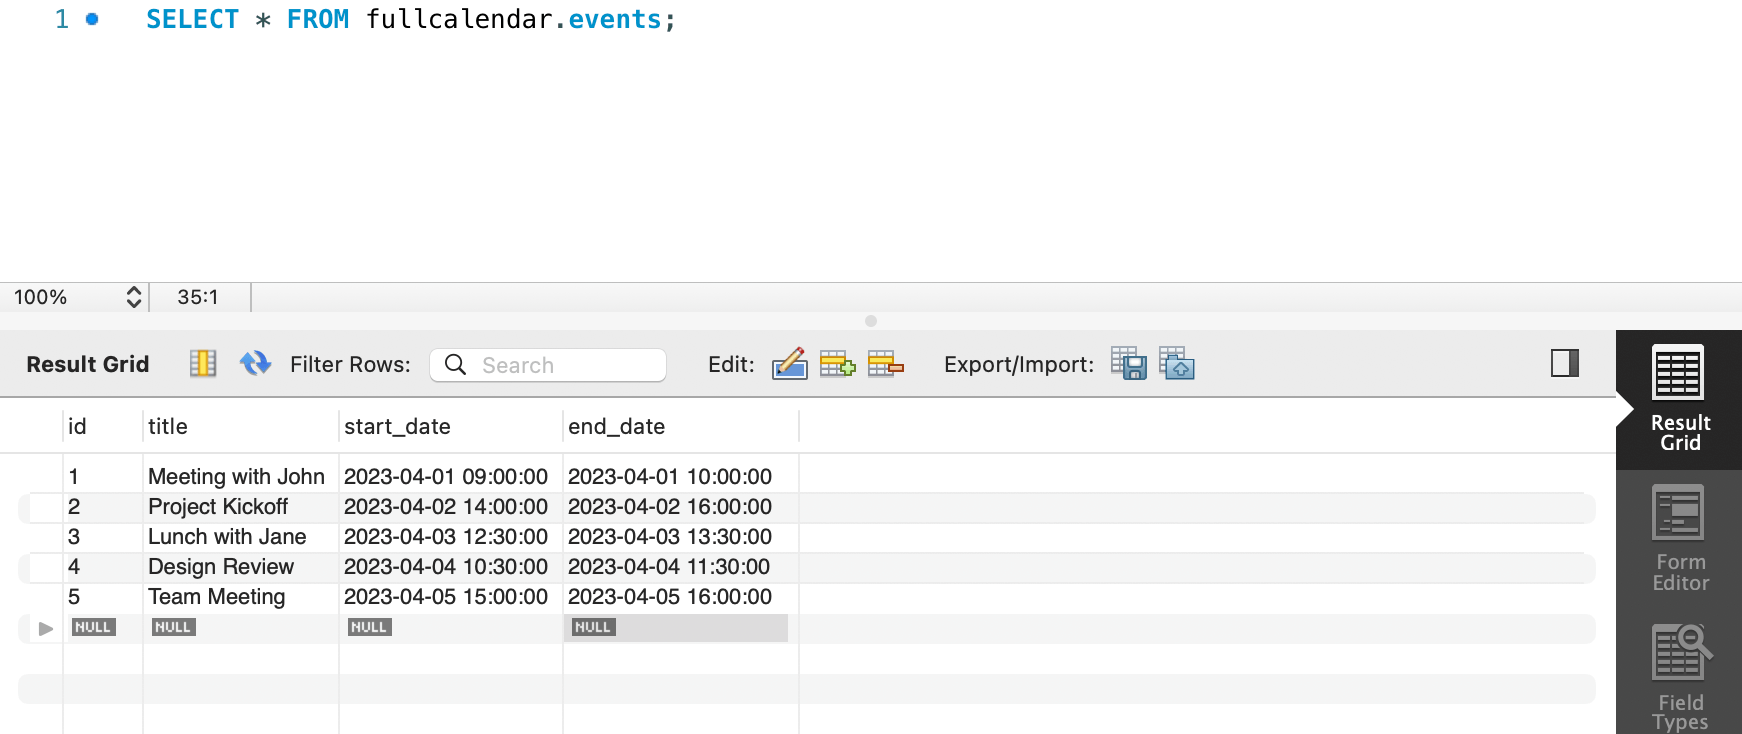 1 SELECT * FROM fullcalendar.events;
100% 35:1
Result Grid Filter Rows: Search Edit: Export/Import:
id title start_date end_date
1 Meeting with John 2023-04-01 09:00:00 2023-04-01 10:00:00
2 Project Kickoff 2023-04-02 14:00:00 2023-04-02 16:00:00
3 Lunch with Jane 2023-04-03 12:30:00 2023-04-03 13:30:00
4 Design Review 2023-04-04 10:30:00 2023-04-04 11:30:00
5 Team Meeting 2023-04-05 15:00:00 2023-04-05 16:00:00
NULL NULL NULL NULL
Result
Grid
Form
Editor
Field
Types